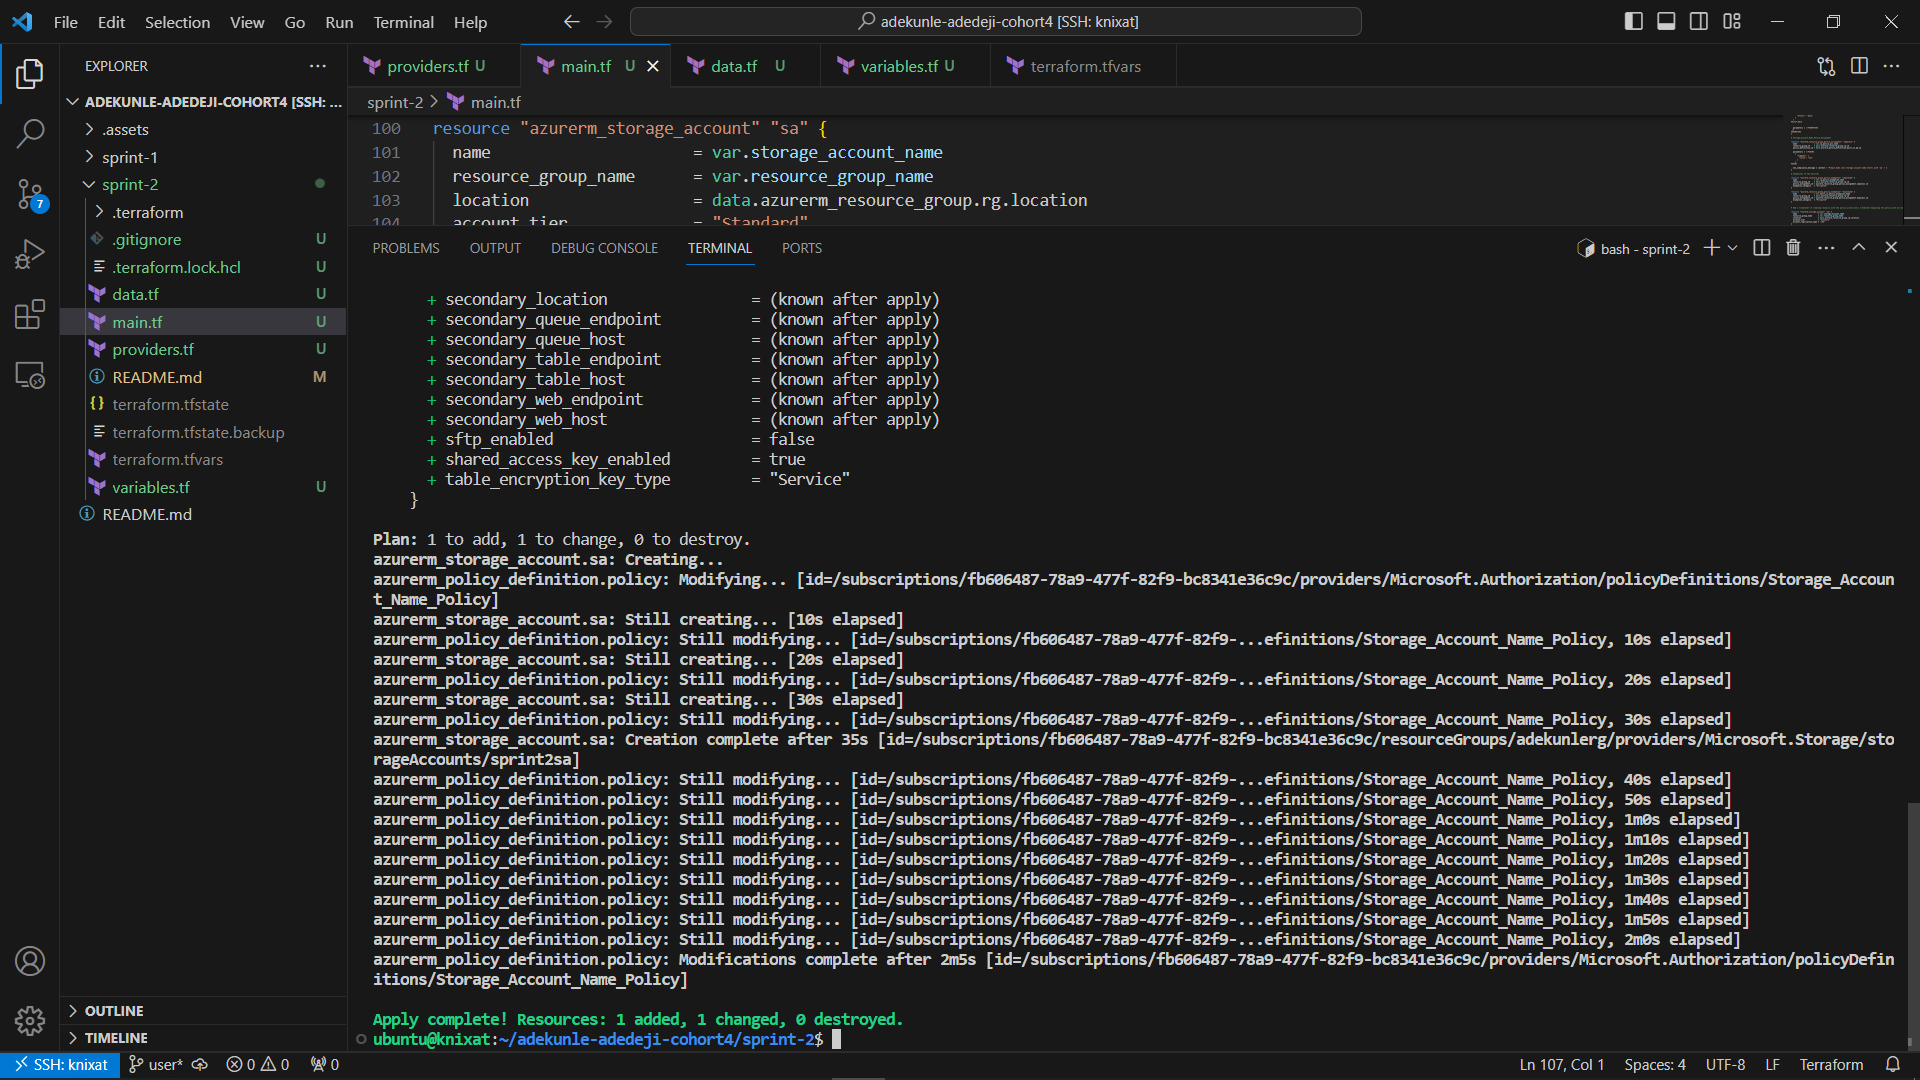 File Edit Selection View Go Run Terminal Help
adekunle-adedeji-cohort4 [SSH: knixat]
EXPLORER
ADEKUNLE-ADEDEJI-COHORT4 [SSH: ...
.assets
sprint-1
sprint-2
.terraform
.gitignore U
.terraform.lock.hcl U
data.tf U
main.tf U
providers.tf U
README.md M
terraform.tfstate
terraform.tfstate.backup
terraform.tfvars
variables.tf U
README.md
OUTLINE
TIMELINE
7
providers.tf U main.tf U data.tf U variables.tf U terraform.tfvars
sprint-2 > main.tf
100 resource "azurerm_storage_account" "sa" {
101 name = var.storage_account_name
102 resource_group_name = var.resource_group_name
103 location = data.azurerm_resource_group.rg.location
104 account_tier = "Standard"
PROBLEMS OUTPUT DEBUG CONSOLE TERMINAL PORTS
bash - sprint-2
+ secondary_location = (known after apply)
+ secondary_queue_endpoint = (known after apply)
+ secondary_queue_host = (known after apply)
+ secondary_table_endpoint = (known after apply)
+ secondary_table_host = (known after apply)
+ secondary_web_endpoint = (known after apply)
+ secondary_web_host = (known after apply)
+ sftp_enabled = false
+ shared_access_key_enabled = true
+ table_encryption_key_type = "Service"
}
Plan: 1 to add, 1 to change, 0 to destroy.
azurerm_storage_account.sa: Creating...
azurerm_policy_definition.policy: Modifying... [id=/subscriptions/fb606487-78a9-477f-82f9-bc8341e36c9c/providers/Microsoft.Authorization/policyDefinitions/Storage_Accoun
t_Name_Policy]
azurerm_storage_account.sa: Still creating... [10s elapsed]
azurerm_policy_definition.policy: Still modifying... [id=/subscriptions/fb606487-78a9-477f-82f9-...efinitions/Storage_Account_Name_Policy, 10s elapsed]
azurerm_storage_account.sa: Still creating... [20s elapsed]
azurerm_policy_definition.policy: Still modifying... [id=/subscriptions/fb606487-78a9-477f-82f9-...efinitions/Storage_Account_Name_Policy, 20s elapsed]
azurerm_storage_account.sa: Still creating... [30s elapsed]
azurerm_policy_definition.policy: Still modifying... [id=/subscriptions/fb606487-78a9-477f-82f9-...efinitions/Storage_Account_Name_Policy, 30s elapsed]
azurerm_storage_account.sa: Creation complete after 35s [id=/subscriptions/fb606487-78a9-477f-82f9-bc8341e36c9c/resourceGroups/adekunlerg/providers/Microsoft.Storage/sto
rageAccounts/sprint2sa]
azurerm_policy_definition.policy: Still modifying... [id=/subscriptions/fb606487-78a9-477f-82f9-...efinitions/Storage_Account_Name_Policy, 40s elapsed]
azurerm_policy_definition.policy: Still modifying... [id=/subscriptions/fb606487-78a9-477f-82f9-...efinitions/Storage_Account_Name_Policy, 50s elapsed]
azurerm_policy_definition.policy: Still modifying... [id=/subscriptions/fb606487-78a9-477f-82f9-...efinitions/Storage_Account_Name_Policy, 1m0s elapsed]
azurerm_policy_definition.policy: Still modifying... [id=/subscriptions/fb606487-78a9-477f-82f9-...efinitions/Storage_Account_Name_Policy, 1m10s elapsed]
azurerm_policy_definition.policy: Still modifying... [id=/subscriptions/fb606487-78a9-477f-82f9-...efinitions/Storage_Account_Name_Policy, 1m20s elapsed]
azurerm_policy_definition.policy: Still modifying... [id=/subscriptions/fb606487-78a9-477f-82f9-...efinitions/Storage_Account_Name_Policy, 1m30s elapsed]
azurerm_policy_definition.policy: Still modifying... [id=/subscriptions/fb606487-78a9-477f-82f9-...efinitions/Storage_Account_Name_Policy, 1m40s elapsed]
azurerm_policy_definition.policy: Still modifying... [id=/subscriptions/fb606487-78a9-477f-82f9-...efinitions/Storage_Account_Name_Policy, 1m50s elapsed]
azurerm_policy_definition.policy: Still modifying... [id=/subscriptions/fb606487-78a9-477f-82f9-...efinitions/Storage_Account_Name_Policy, 2m0s elapsed]
azurerm_policy_definition.policy: Modifications complete after 2m5s [id=/subscriptions/fb606487-78a9-477f-82f9-bc8341e36c9c/providers/Microsoft.Authorization/policyDefin
itions/Storage_Account_Name_Policy]
Apply complete! Resources: 1 added, 1 changed, 0 destroyed.
ubuntu@knixat:~/adekunle-adedeji-cohort4/sprint-2$
SSH: knixat user* 0 0 0 Ln 107, Col 1 Spaces: 4 UTF-8 LF Terraform